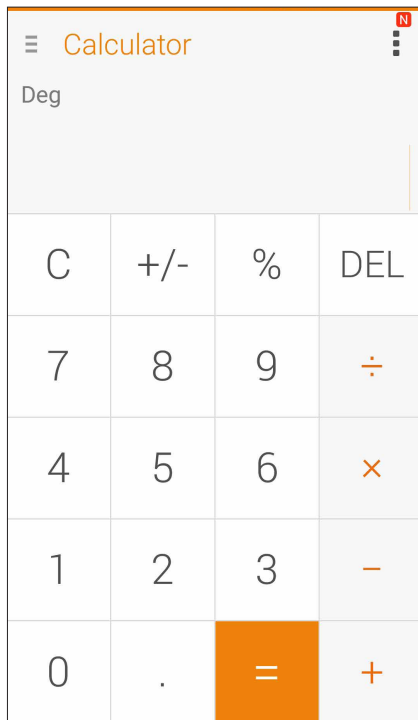 N
Calculator
Deg
C +/- % DEL
7 8 9 ÷
4 5 6 ×
1 2 3 −
0 . = +